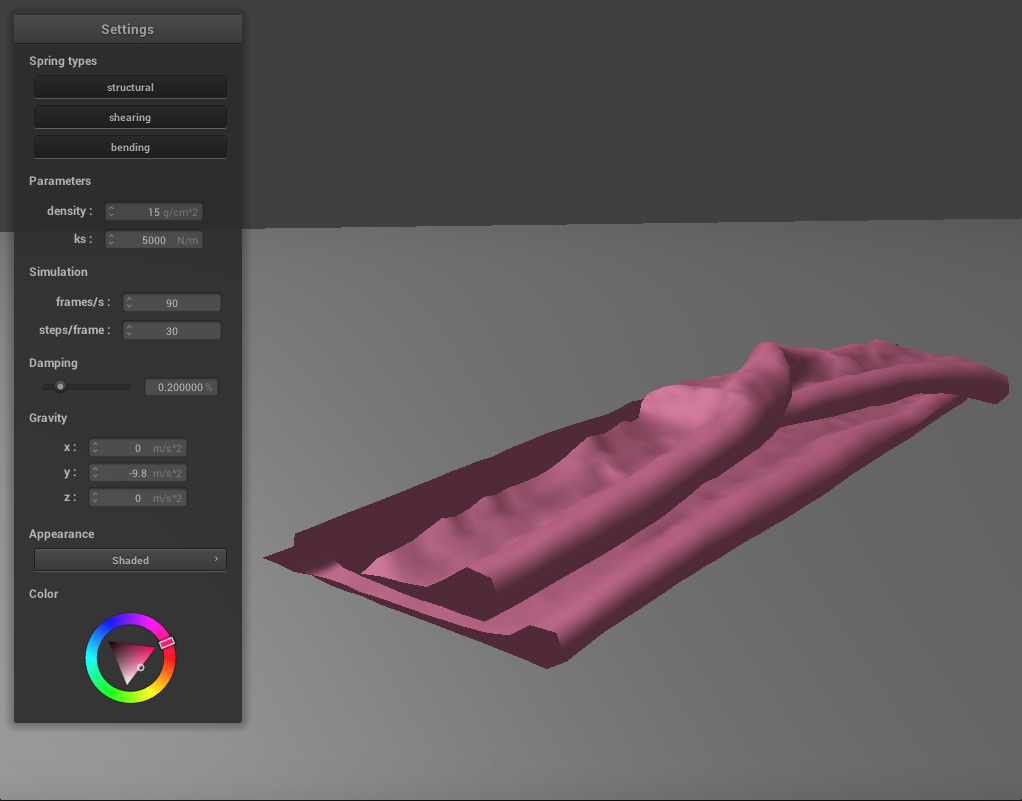 Settings
Spring types
structural
shearing
bending
Parameters
density : 15 g/cm^2
ks : 5000 N/m
Simulation
frames/s : 90
steps/frame : 30
Damping
0.200000 %
Gravity
x : 0 m/s^2
y : -9.8 m/s^2
z : 0 m/s^2
Appearance
Shaded
Color